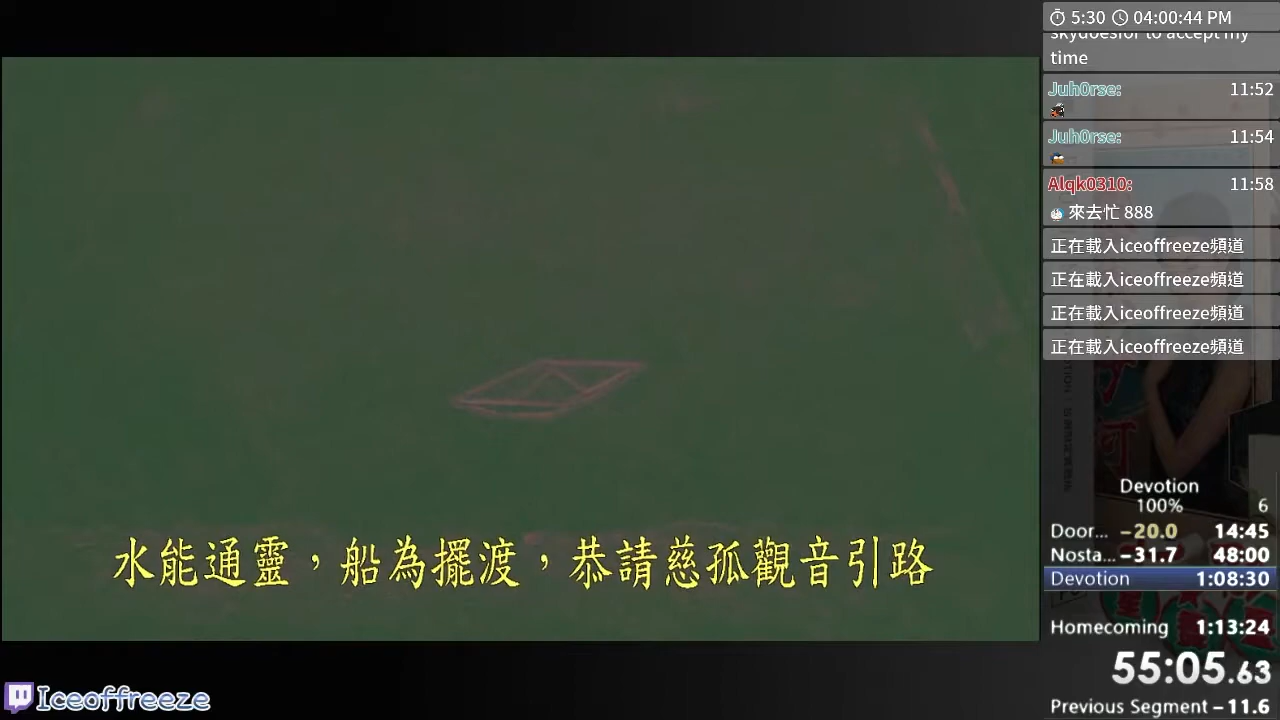 5:30 04:00:44 PM
skydoesfor to accept my
time
Juh0rse: 11:52
Juh0rse: 11:54
Alqk0310: 11:58
來去忙 888
正在載入iceoffreeze頻道
正在載入iceoffreeze頻道
正在載入iceoffreeze頻道
正在載入iceoffreeze頻道
水能通靈，船為擺渡，恭請慈孤觀音引路
Devotion
100% 6
Door... −20.0 14:45
Nosta... −31.7 48:00
Devotion 1:08:30
Homecoming 1:13:24
55:05.63
Previous Segment −11.6
Iceoffreeze